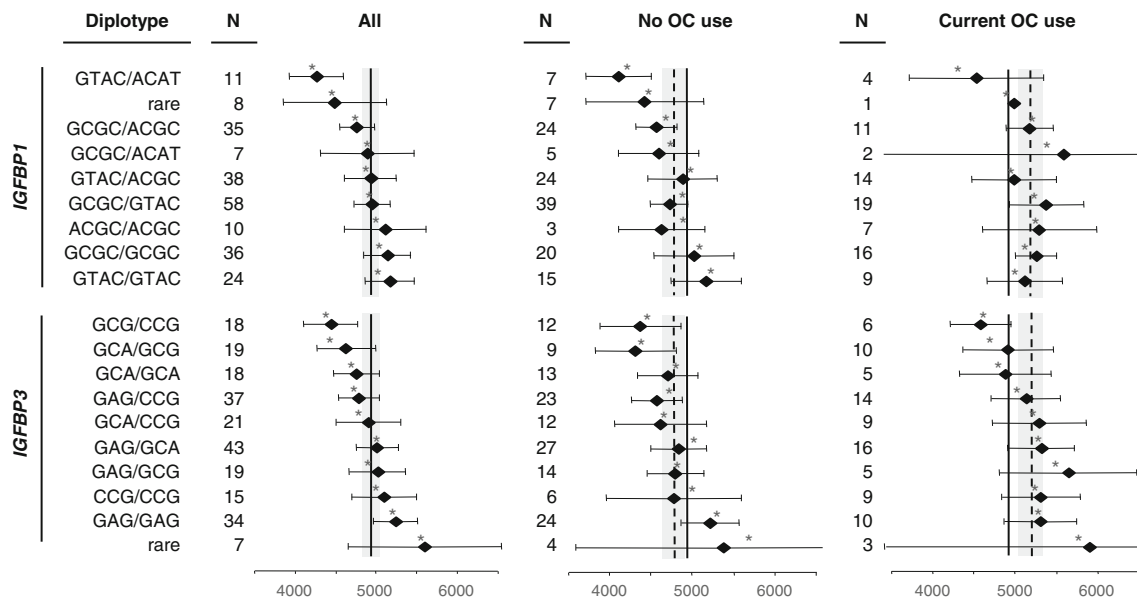 Diplotype N All N No OC use N Current OC use
IGFBP1
GTAC/ACAT 11 * 7 * 4 *
rare 8 * 7 * 1 *
GCGC/ACGC 35 * 24 * 11 *
GCGC/ACAT 7 * 5 * 2 *
GTAC/ACGC 38 * 24 * 14 *
GCGC/GTAC 58 * 39 * 19 *
ACGC/ACGC 10 * 3 * 7 *
GCGC/GCGC 36 * 20 * 16 *
GTAC/GTAC 24 * 15 * 9 *
IGFBP3
GCG/CCG 18 * 12 * 6 *
GCA/GCG 19 * 9 * 10 *
GCA/GCA 18 * 13 * 5 *
GAG/CCG 37 * 23 * 14 *
GCA/CCG 21 * 12 * 9 *
GAG/GCA 43 * 27 * 16 *
GAG/GCG 19 * 14 * 5 *
CCG/CCG 15 * 6 * 9 *
GAG/GAG 34 * 24 * 10 *
rare 7 * 4 * 3 *
4000 5000 6000 4000 5000 6000 4000 5000 6000